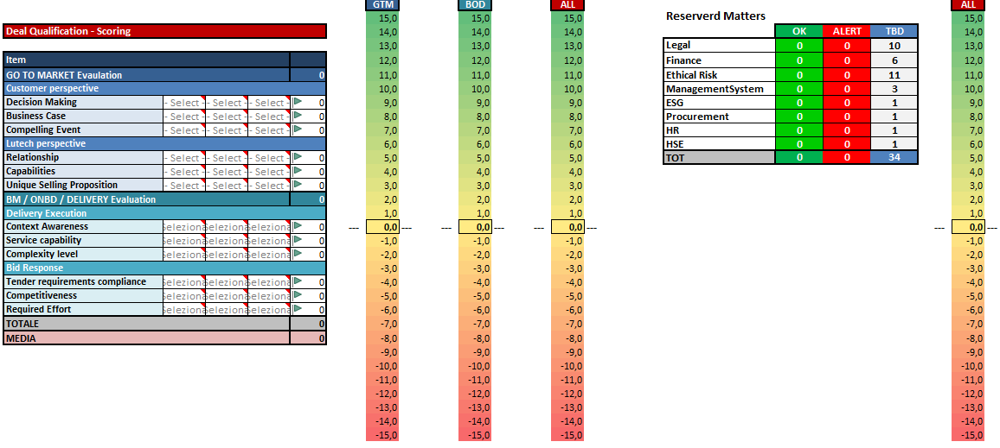 Deal Qualification - Scoring
Item
GO TO MARKET Evaulation 0
Customer perspective
Decision Making - Select - Select - Select - 0
Business Case - Select - Select - Select - 0
Compelling Event - Select - Select - Select - 0
Lutech perspective
Relationship - Select - Select - Select - 0
Capabilities - Select - Select - Select - 0
Unique Selling Proposition - Select - Select - Select - 0
BM / ONBD / DELIVERY Evaluation 0
Delivery Execution
Context Awareness Seleziona Seleziona Seleziona 0
Service capability Seleziona Seleziona Seleziona 0
Complexity level Seleziona Seleziona Seleziona 0
Bid Response
Tender requirements compliance Seleziona Seleziona Seleziona 0
Competitiveness Seleziona Seleziona Seleziona 0
Required Effort Seleziona Seleziona Seleziona 0
TOTALE 0
MEDIA 0
GTM BOD ALL
15,0 15,0 15,0
14,0 14,0 14,0
13,0 13,0 13,0
12,0 12,0 12,0
11,0 11,0 11,0
10,0 10,0 10,0
9,0 9,0 9,0
8,0 8,0 8,0
7,0 7,0 7,0
6,0 6,0 6,0
5,0 5,0 5,0
4,0 4,0 4,0
3,0 3,0 3,0
2,0 2,0 2,0
1,0 1,0 1,0
--- 0,0 --- --- 0,0 --- --- 0,0 ---
-1,0 -1,0 -1,0
-2,0 -2,0 -2,0
-3,0 -3,0 -3,0
-4,0 -4,0 -4,0
-5,0 -5,0 -5,0
-6,0 -6,0 -6,0
-7,0 -7,0 -7,0
-8,0 -8,0 -8,0
-9,0 -9,0 -9,0
-10,0 -10,0 -10,0
-11,0 -11,0 -11,0
-12,0 -12,0 -12,0
-13,0 -13,0 -13,0
-14,0 -14,0 -14,0
-15,0 -15,0 -15,0
Reserverd Matters
OK ALERT TBD
Legal 0 0 10
Finance 0 0 6
Ethical Risk 0 0 11
ManagementSystem 0 0 3
ESG 0 0 1
Procurement 0 0 1
HR 0 0 1
HSE 0 0 1
TOT 0 0 34
ALL
15,0
14,0
13,0
12,0
11,0
10,0
9,0
8,0
7,0
6,0
5,0
4,0
3,0
2,0
1,0
--- 0,0 ---
-1,0
-2,0
-3,0
-4,0
-5,0
-6,0
-7,0
-8,0
-9,0
-10,0
-11,0
-12,0
-13,0
-14,0
-15,0